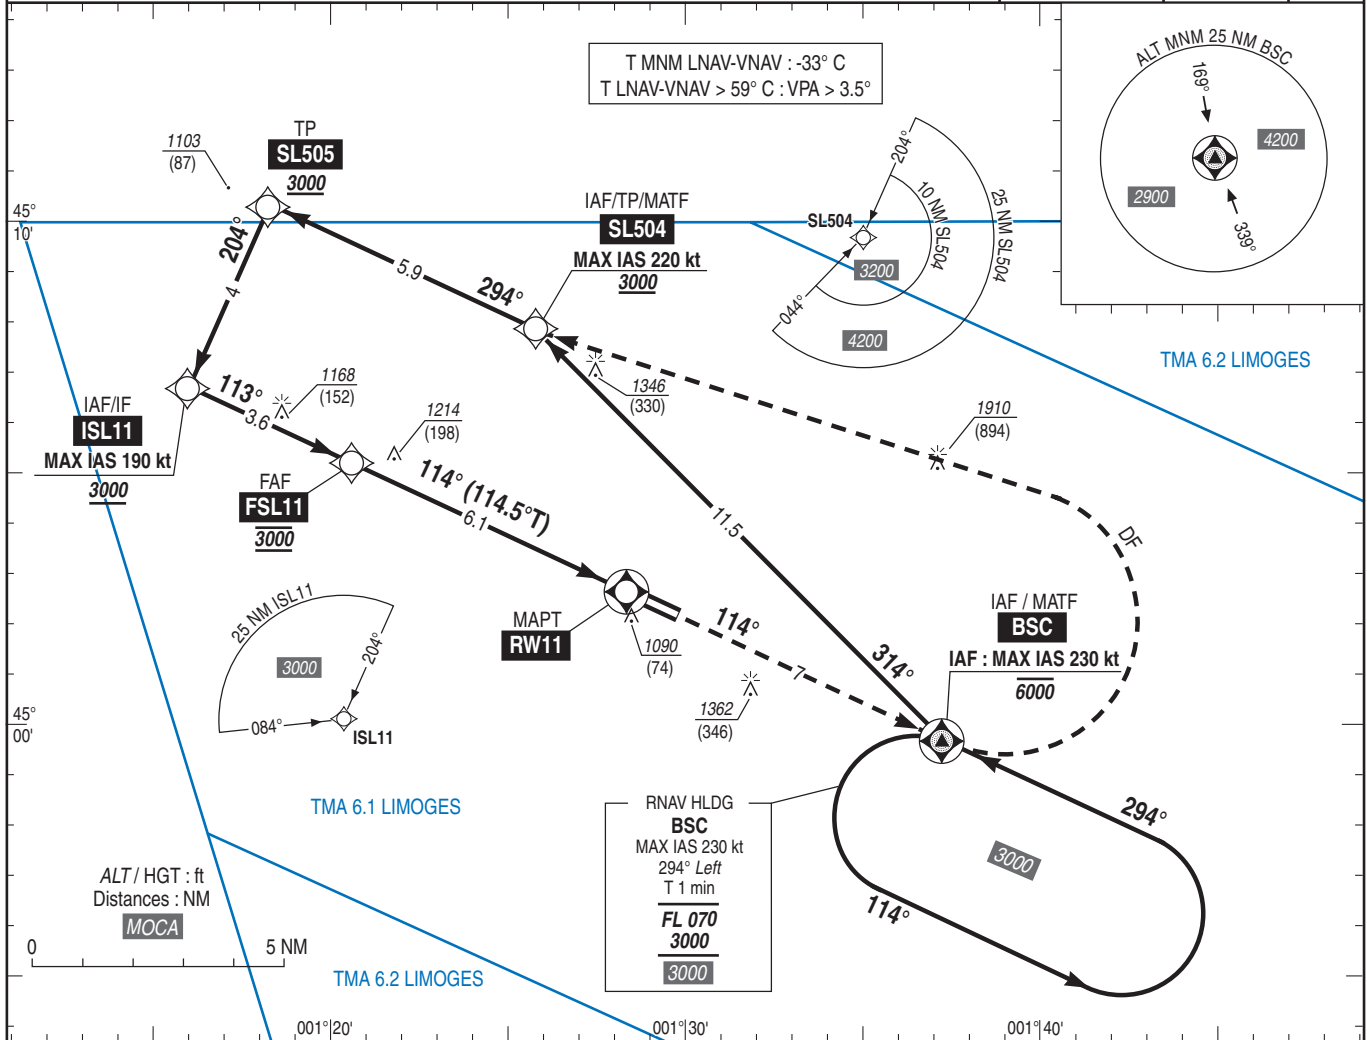 T MNM LNAV-VNAV : -33° C
T LNAV-VNAV > 59° C : VPA > 3.5°
ALT MNM 25 NM BSC
169°
4200
2900
339°
TP
SL505
3000
1103
(87)
45°
10'
IAF/TP/MATF
SL504
MAX IAS 220 kt
3000
204°
SL504
10 NM SL504
25 NM SL504
3200
044°
4200
TMA 6.2 LIMOGES
204°
4
5.9
294°
IAF/IF
ISL11
MAX IAS 190 kt
3000
113°
3.6
1168
(152)
1214
(198)
1346
(330)
1910
(894)
FAF
FSL11
3000
114° (114.5°T)
6.1
11.5
DF
25 NM ISL11
3000
204°
084°
ISL11
MAPT
RW11
1090
(74)
114°
7
314°
1362
(346)
IAF / MATF
BSC
IAF : MAX IAS 230 kt
6000
45°
00'
TMA 6.1 LIMOGES
RNAV HLDG
BSC
MAX IAS 230 kt
294° Left
T 1 min
FL 070
3000
3000
294°
3000
114°
ALT / HGT : ft
Distances : NM
MOCA
0
5 NM
TMA 6.2 LIMOGES
001° 20'
001° 30'
001° 40'